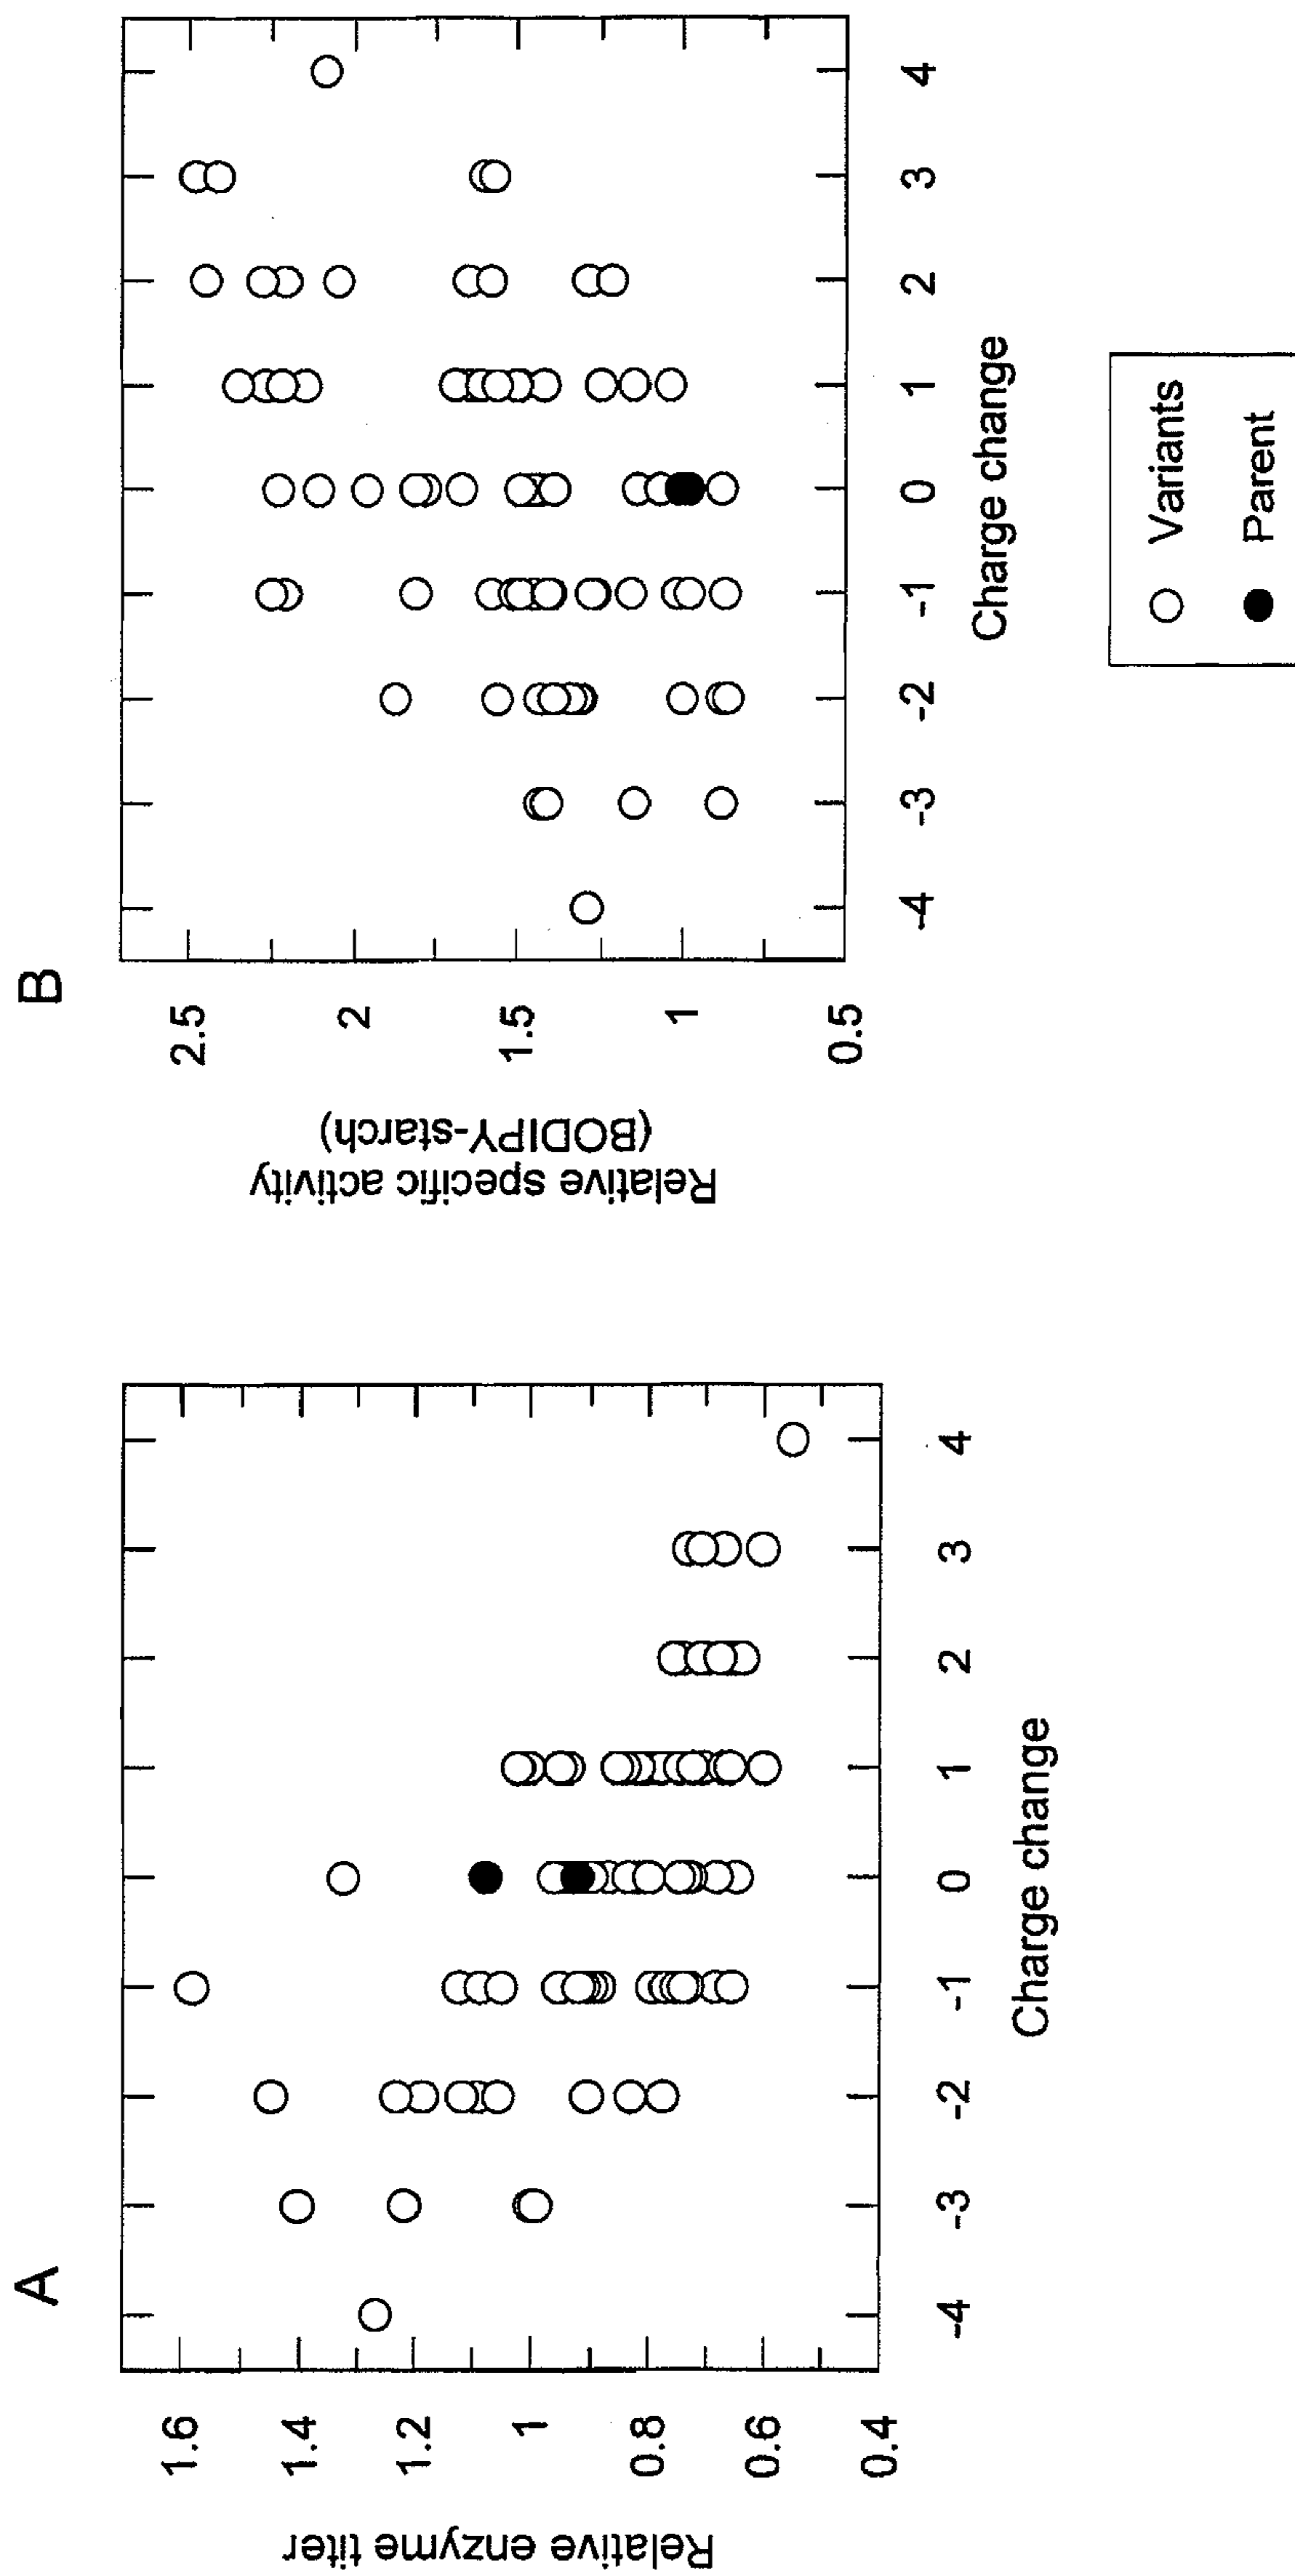 A
Relative enzyme titer
1.6
1.4
1.2
1
0.8
0.6
0.4
-4 -3 -2 -1 0 1 2 3 4
Charge change
B
Relative specific activity
(BODIPY-starch)
2.5
2
1.5
1
0.5
-4 -3 -2 -1 0 1 2 3 4
Charge change
Variants
Parent